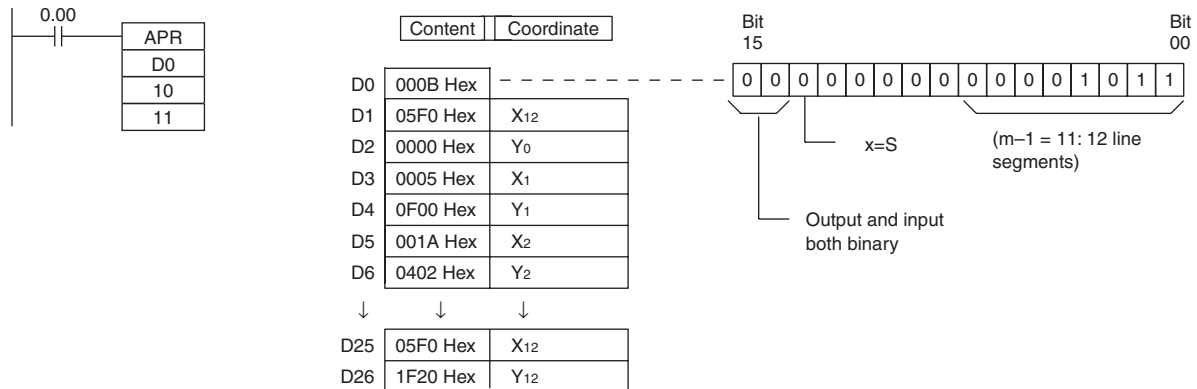 0.00
APR
D0
10
11
Content Coordinate
D0 000B Hex
D1 05F0 Hex X12
D2 0000 Hex Y0
D3 0005 Hex X1
D4 0F00 Hex Y1
D5 001A Hex X2
D6 0402 Hex Y2
↓ ↓ ↓
D25 05F0 Hex X12
D26 1F20 Hex Y12
Bit Bit
15 00
0 0 0 0 0 0 0 0 0 0 0 0 1 0 1 1
x=S
(m–1 = 11: 12 line
segments)
Output and input
both binary